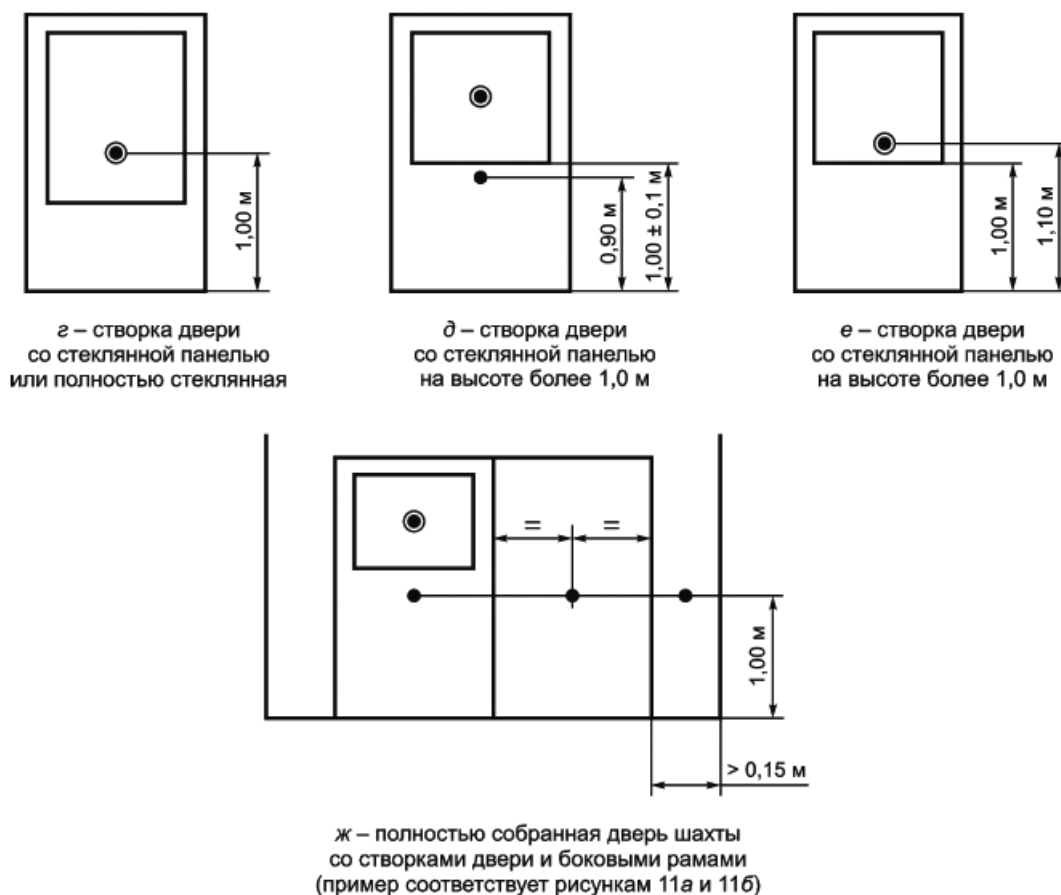 1,00 м
0,90 м
1,00 ± 0,1 м
1,00 м
1,10 м
г – створка двери
со стеклянной панелью
или полностью стеклянная
д – створка двери
со стеклянной панелью
на высоте более 1,0 м
е – створка двери
со стеклянной панелью
на высоте более 1,0 м
= =
1,00 м
> 0,15 м
ж – полностью собранная дверь шахты
со створками двери и боковыми рамами
(пример соответствует рисункам 11а и 11б)